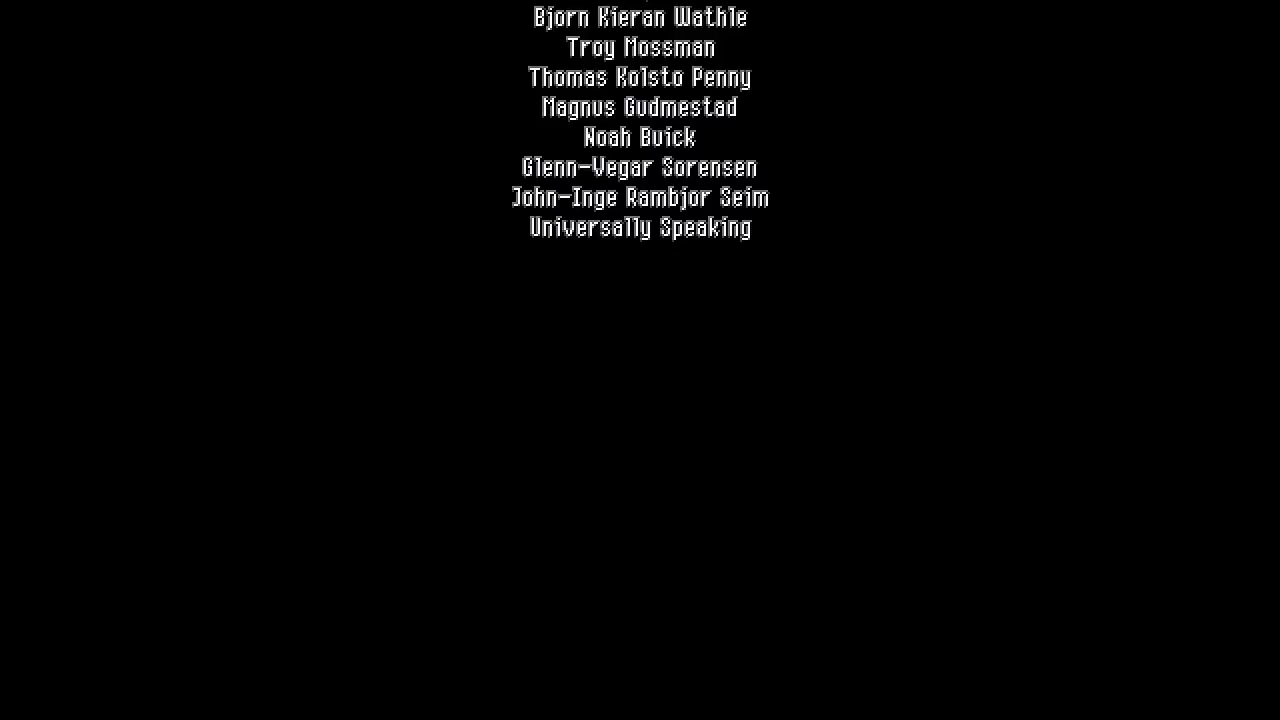 Bjorn Kieran Wathle
Troy Mossman
Thomas Kolsto Penny
Magnus Gudmestad
Noah Buick
Glenn-Vegar Sorensen
John-Inge Rambjor Seim
Universally Speaking